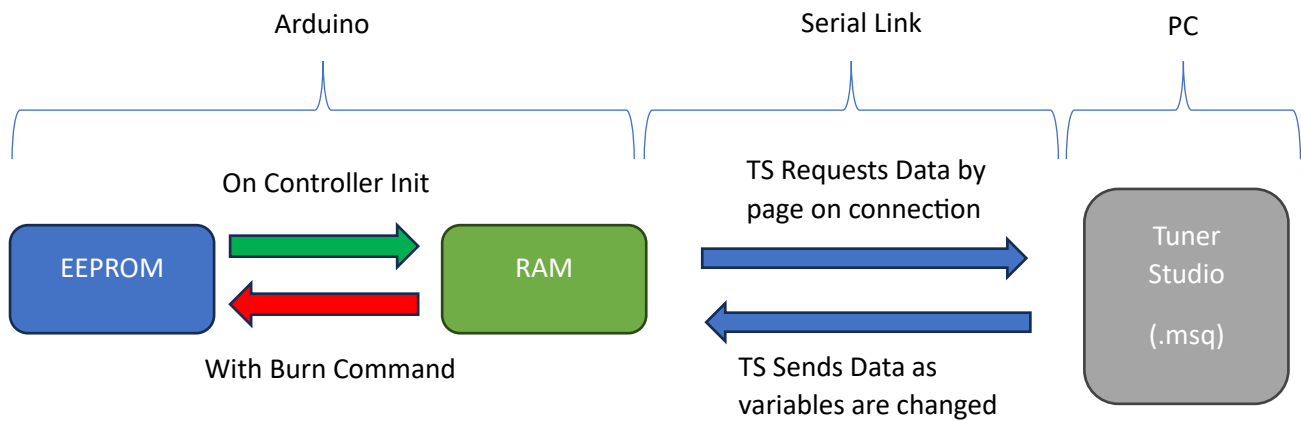 Arduino
Serial Link
PC
On Controller Init
TS Requests Data by
page on connection
EEPROM
RAM
Tuner
Studio
(.msq)
With Burn Command
TS Sends Data as
variables are changed